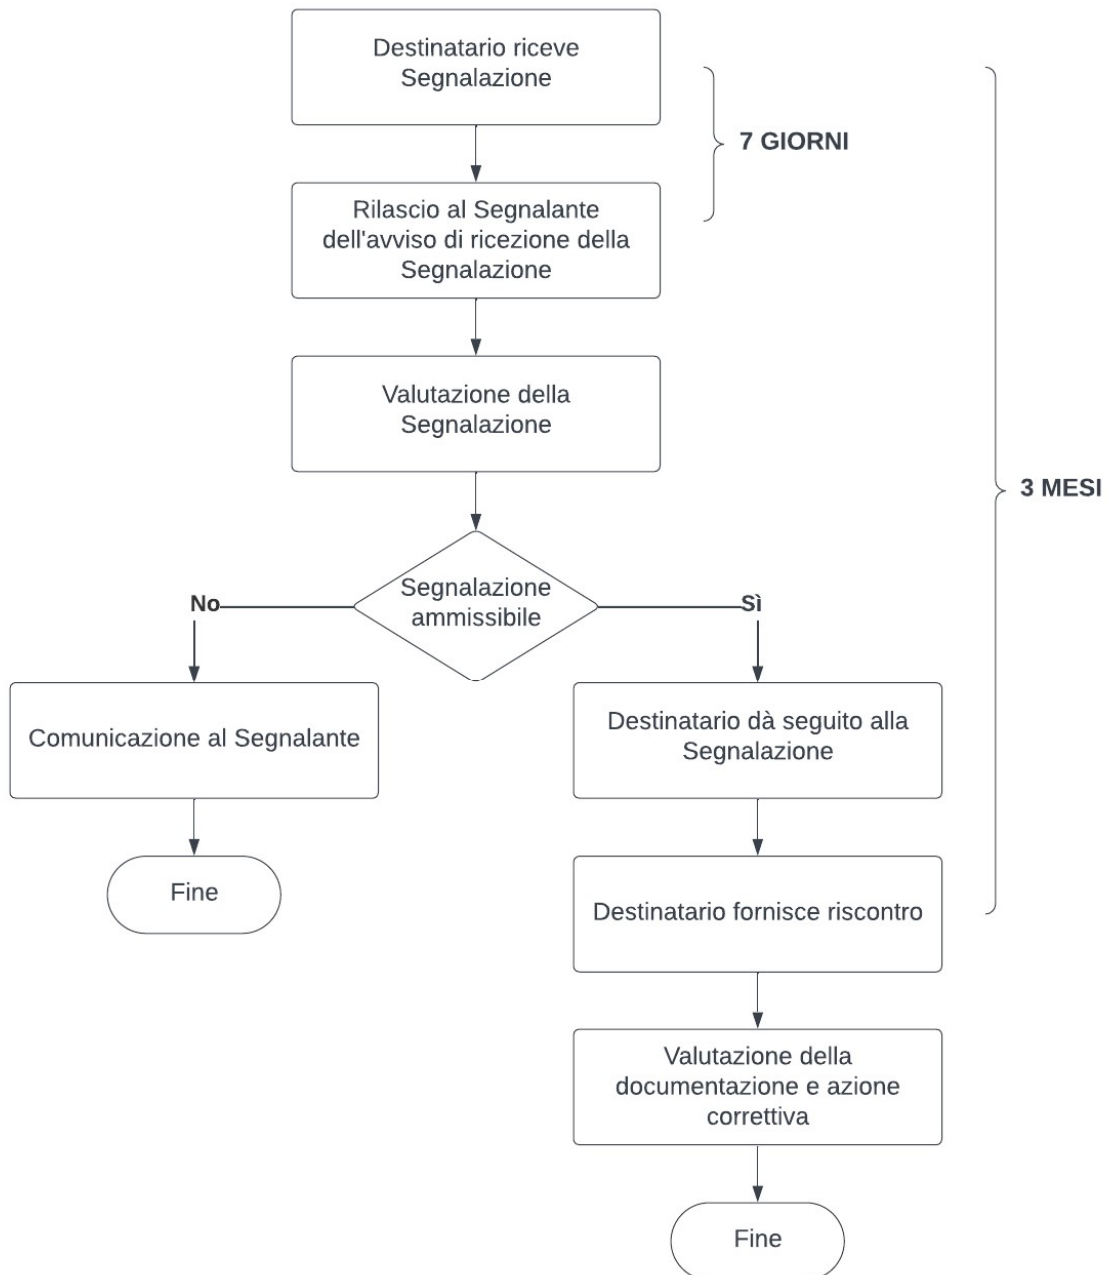 Destinatario riceve
Segnalazione
7 GIORNI
Rilascio al Segnalante
dell'avviso di ricezione della
Segnalazione
Valutazione della
Segnalazione
3 MESI
Segnalazione
ammissibile
No
Sì
Comunicazione al Segnalante
Destinatario dà seguito alla
Segnalazione
Fine
Destinatario fornisce riscontro
Valutazione della
documentazione e azione
correttiva
Fine